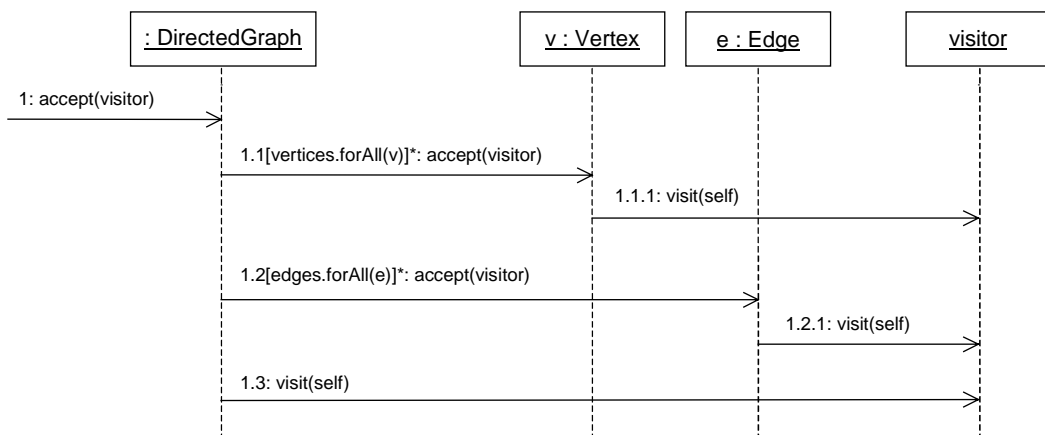 : DirectedGraph
v : Vertex
e : Edge
visitor
1: accept(visitor)
1.1[vertices.forAll(v)]*: accept(visitor)
1.1.1: visit(self)
1.2[edges.forAll(e)]*: accept(visitor)
1.2.1: visit(self)
1.3: visit(self)